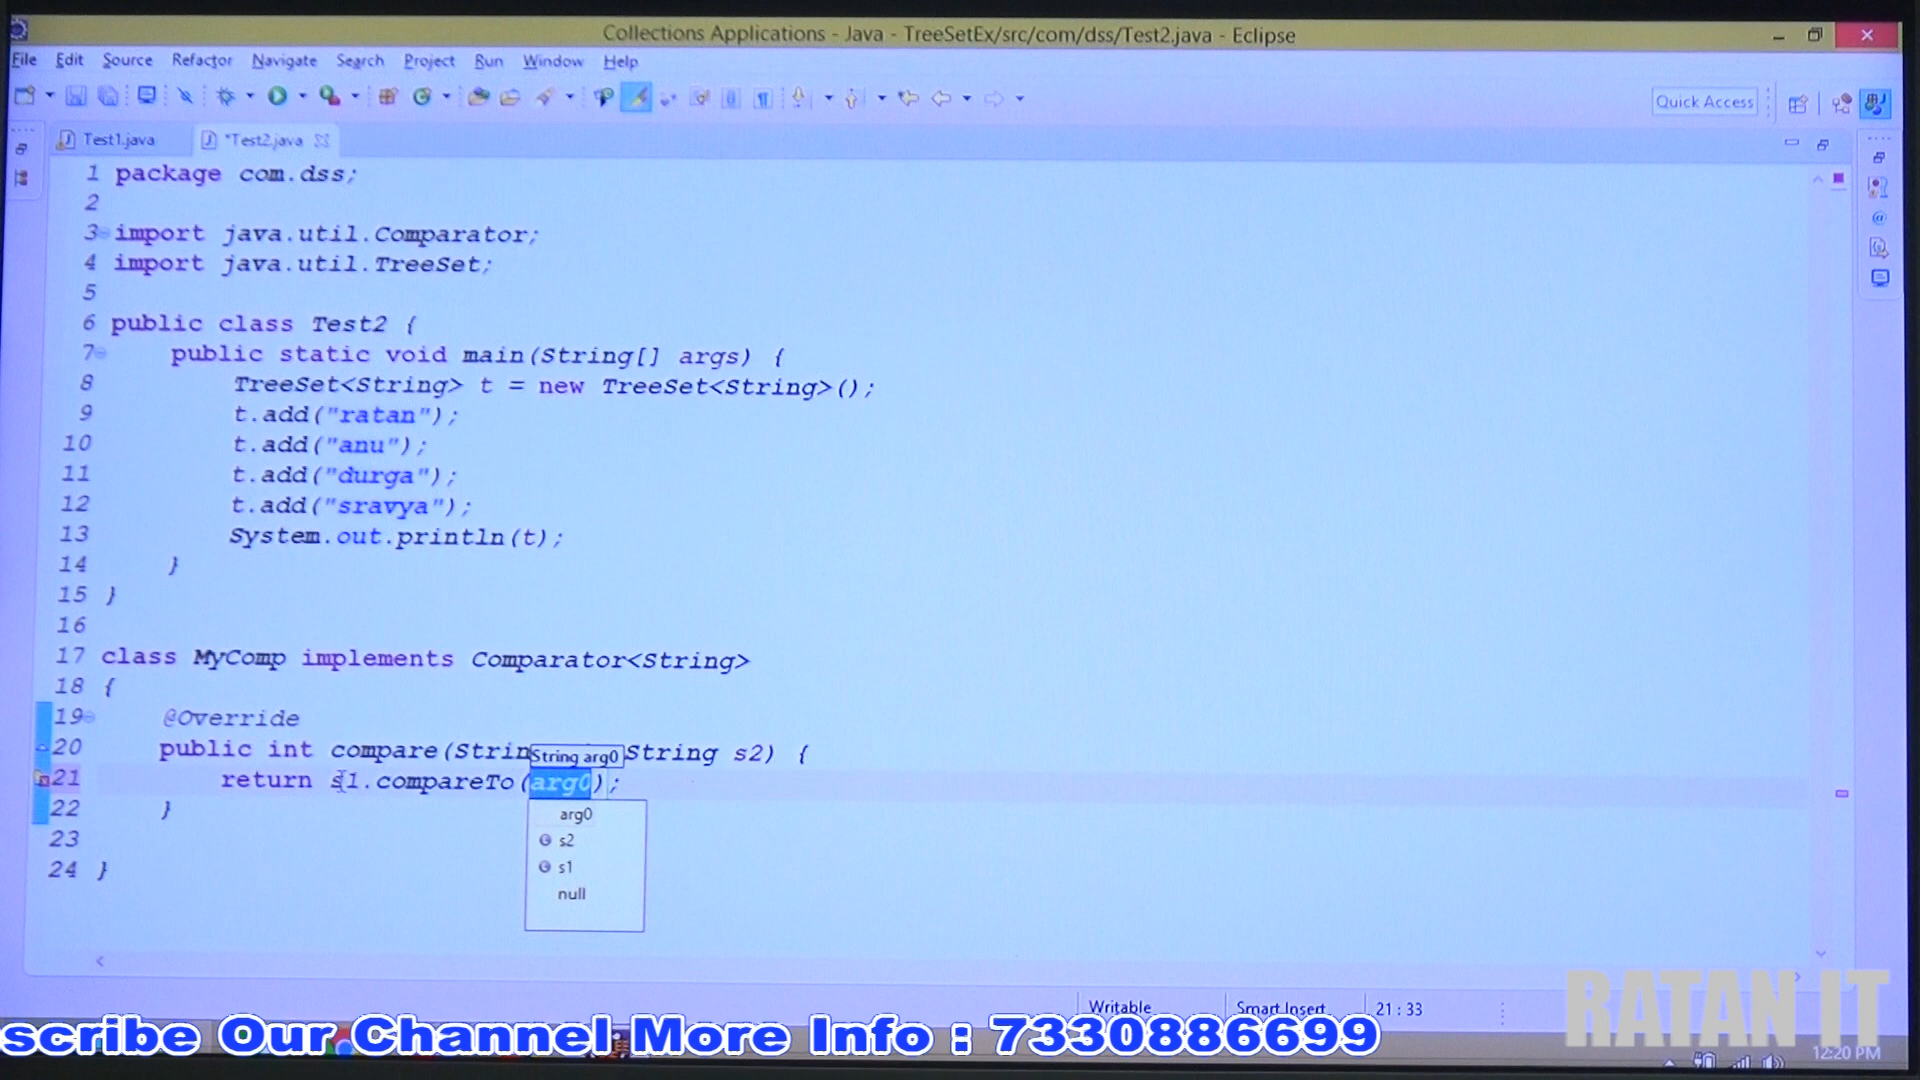 Collections Applications - Java - TreeSetEx/src/com/dss/Test2.java - Eclipse
File Edit Source Refactor Navigate Search Project Run Window Help
Quick Access
Test1.java *Test2.java
1 package com.dss;
2
3 import java.util.Comparator;
4 import java.util.TreeSet;
5
6 public class Test2 {
7 public static void main(String[] args) {
8 TreeSet<String> t = new TreeSet<String>();
9 t.add("ratan");
10 t.add("anu");
11 t.add("durga");
12 t.add("sravya");
13 System.out.println(t);
14 }
15 }
16
17 class MyComp implements Comparator<String>
18 {
19 @Override
20 public int compare(Strin String s2) {
String arg0
21 return s1.compareTo(arg0);
22 }
arg0
s2
23
s1
24 }
null
Writable Smart Insert 21 : 33
RATAN IT
scribe Our Channel More Info : 7330886699
12:20 PM